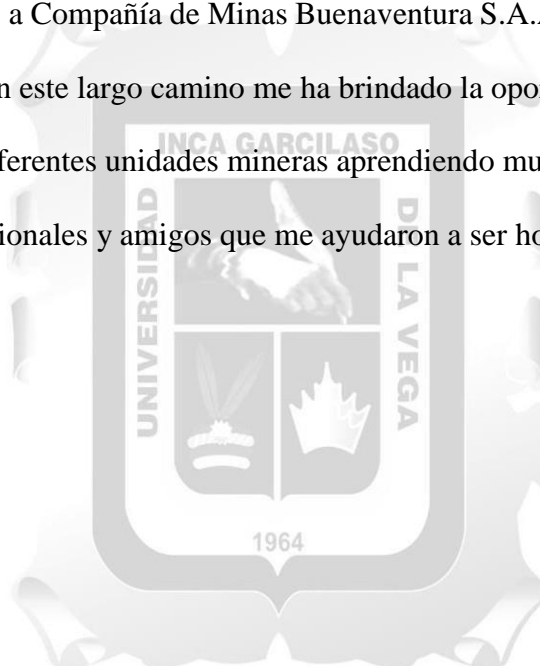 a Compañía de Minas Buenaventura S.A.A
n este largo camino me ha brindado la opor
ferentes unidades mineras aprendiendo mu
ionales y amigos que me ayudaron a ser ho
INCA GARCILASO
UNIVERSIDAD
DE LA VEGA
1964